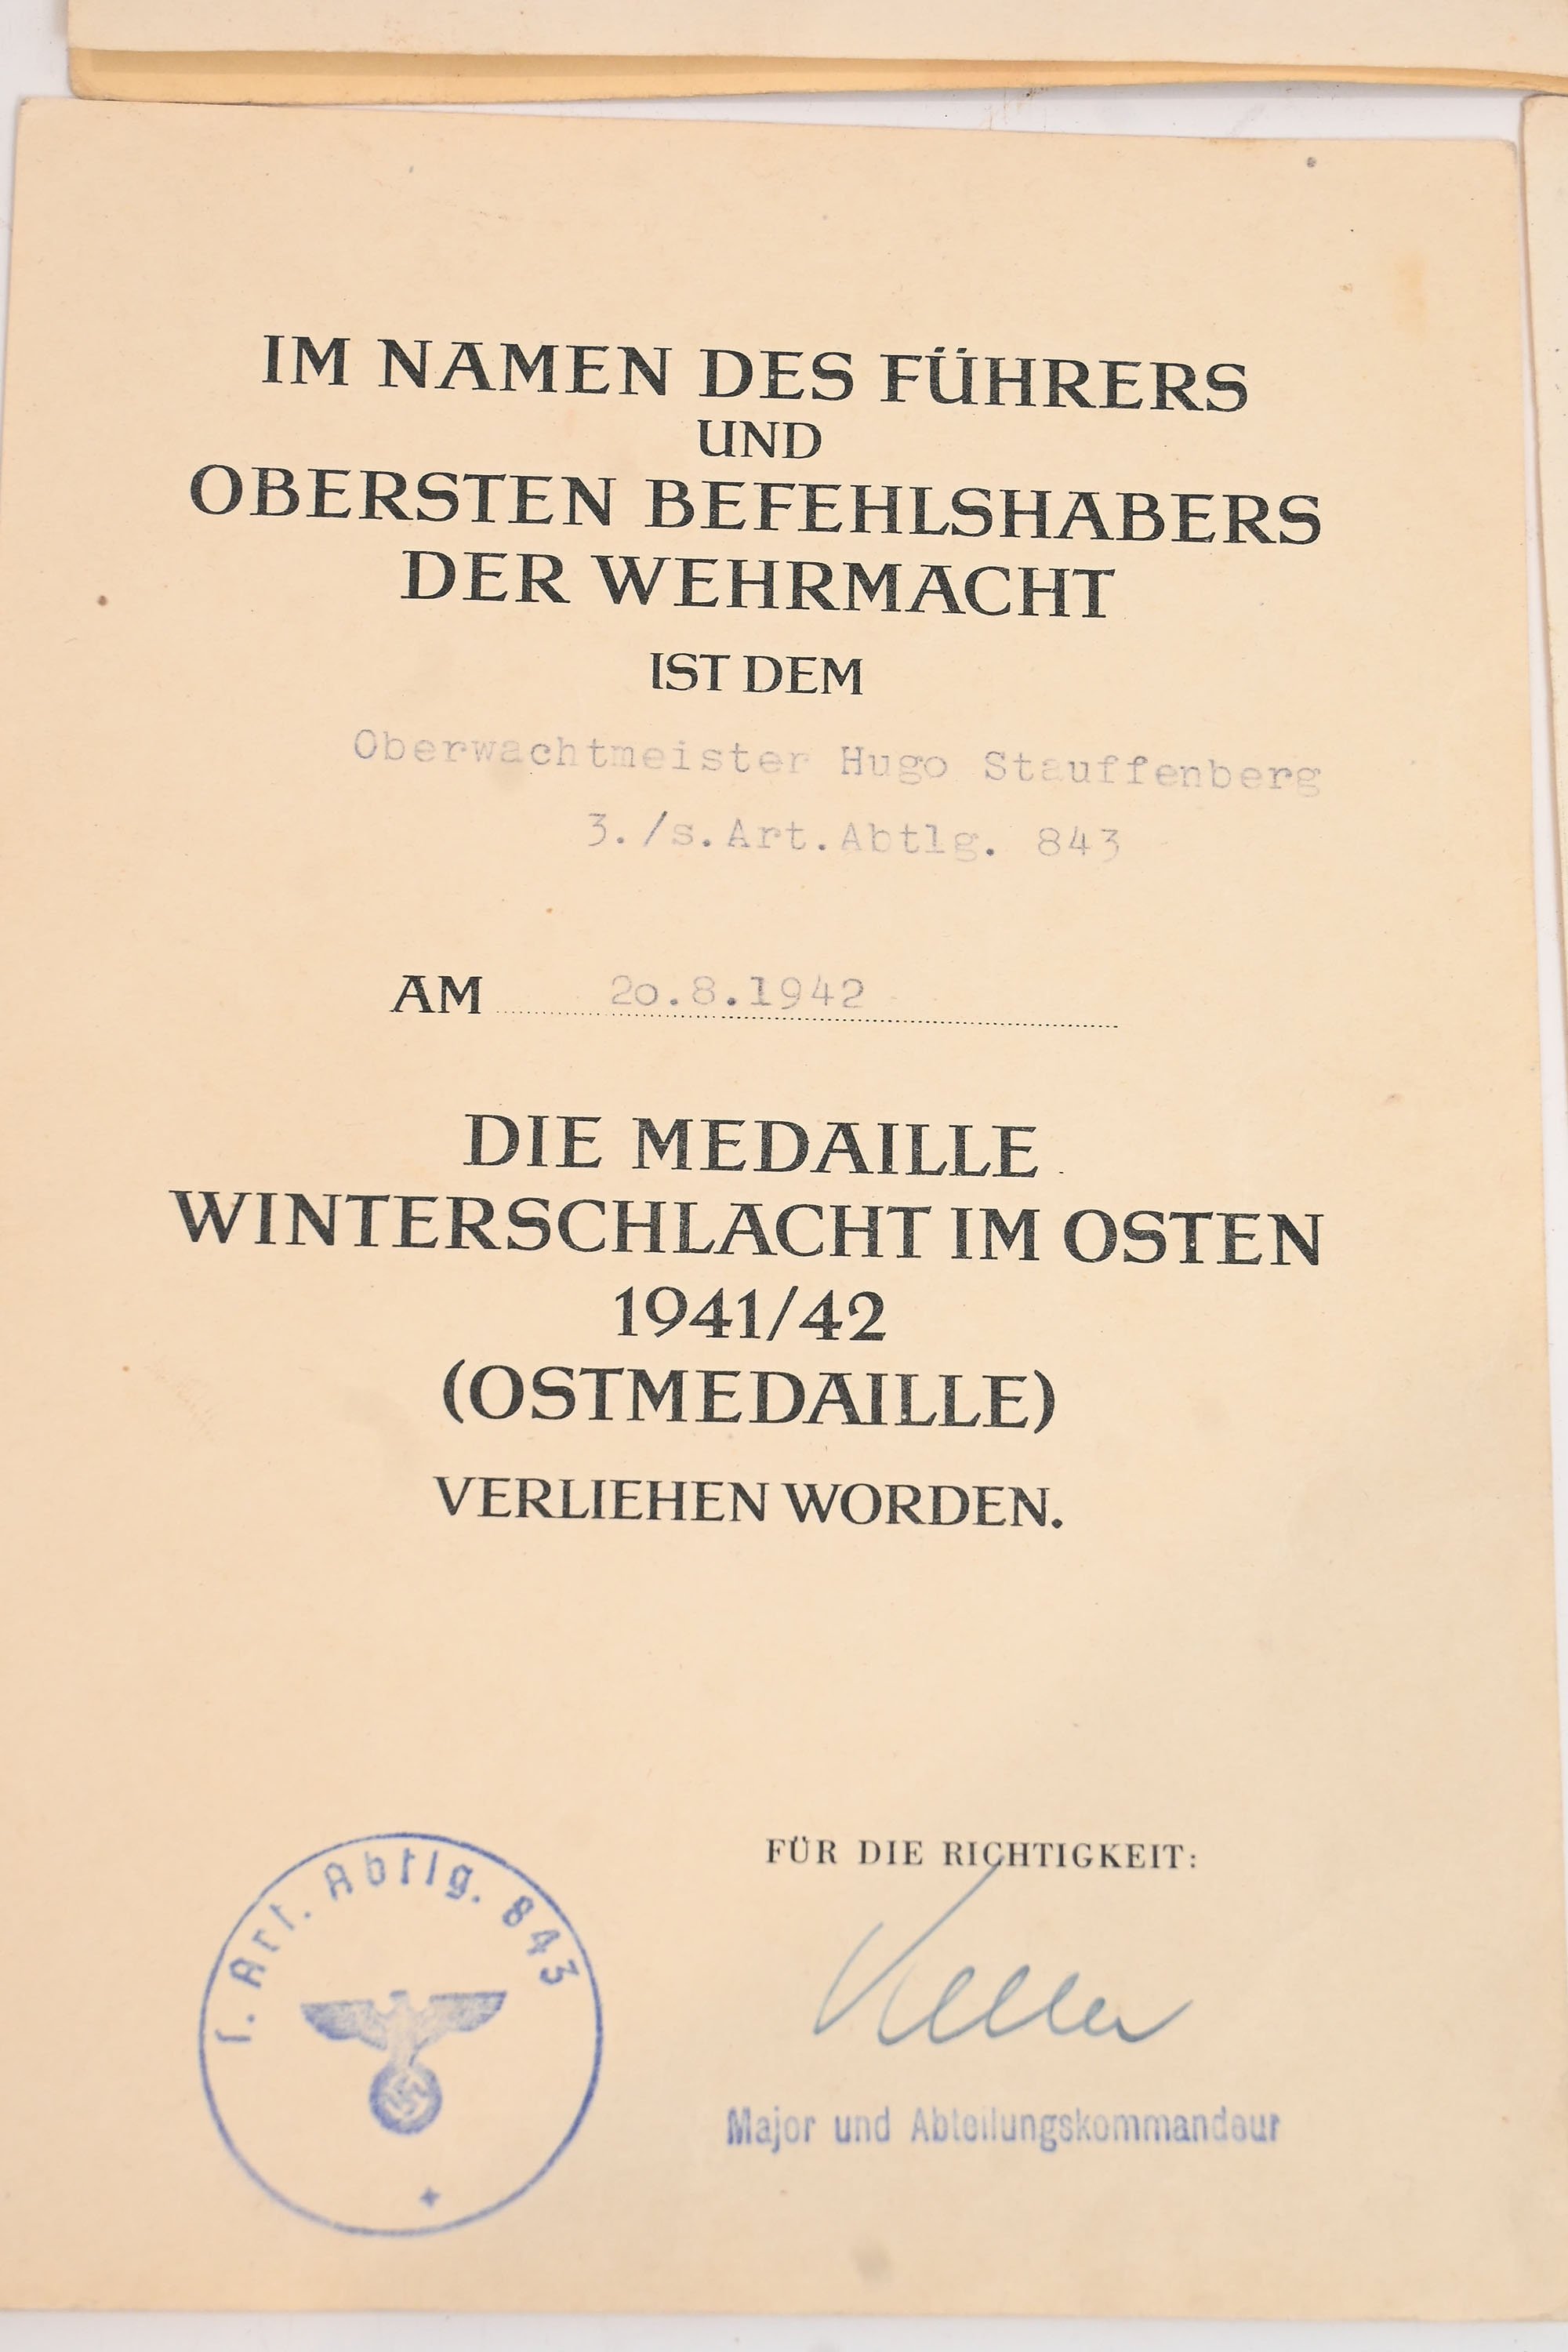 IM NAMEN DES FÜHRERS
UND
OBERSTEN BEFEHLSHABERS
DER WEHRMACHT
IST DEM
Oberwachtmeister Hugo Stauffenberg
3./s.Art.Abtlg. 843
AM 2o.8.1942
DIE MEDAILLE
WINTERSCHLACHT IM OSTEN
1941/42
(OSTMEDAILLE)
VERLIEHEN WORDEN.
FÜR DIE RICHTIGKEIT:
Keller
Major und Abteilungskommandeur
ſ. Art. Abtlg. 843